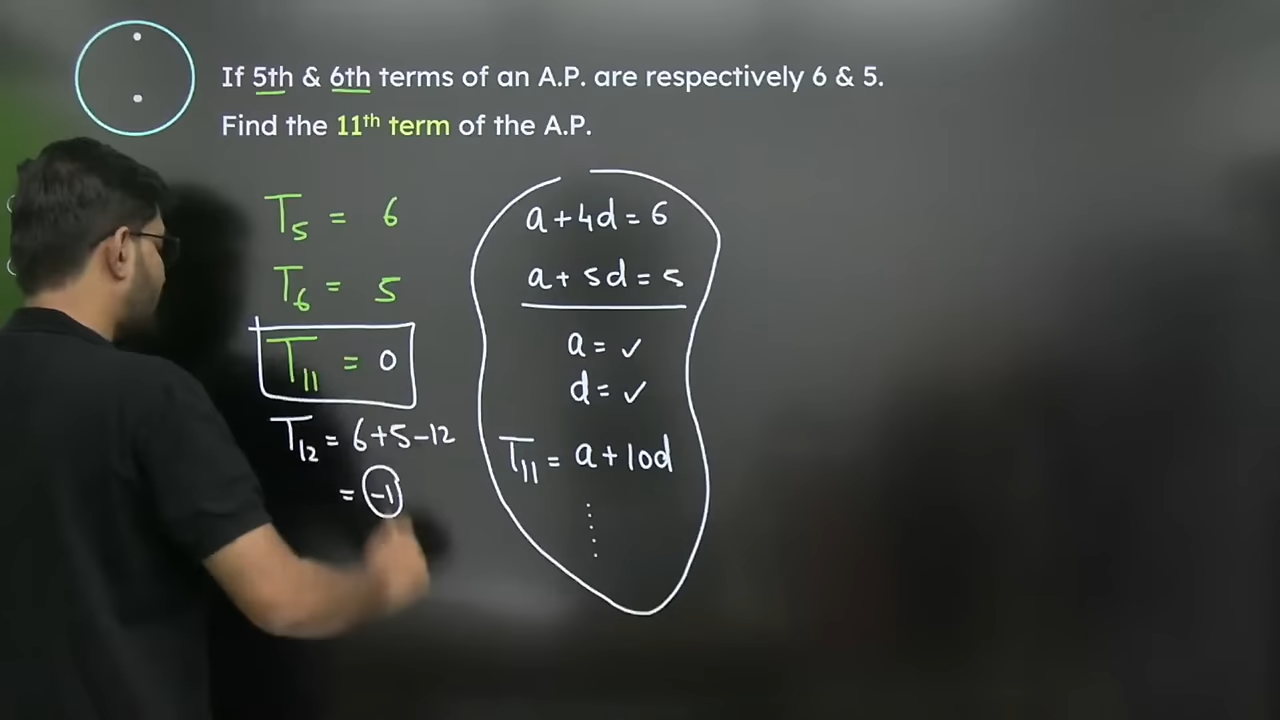 If 5th & 6th terms of an A.P. are respectively 6 & 5.
Find the 11th term of the A.P.
T5 = 6
T6 = 5
T11 = 0
T12 = 6+5-12
= -1
a+4d=6
a+5d=5
a= ✓
d= ✓
T11 = a+10d